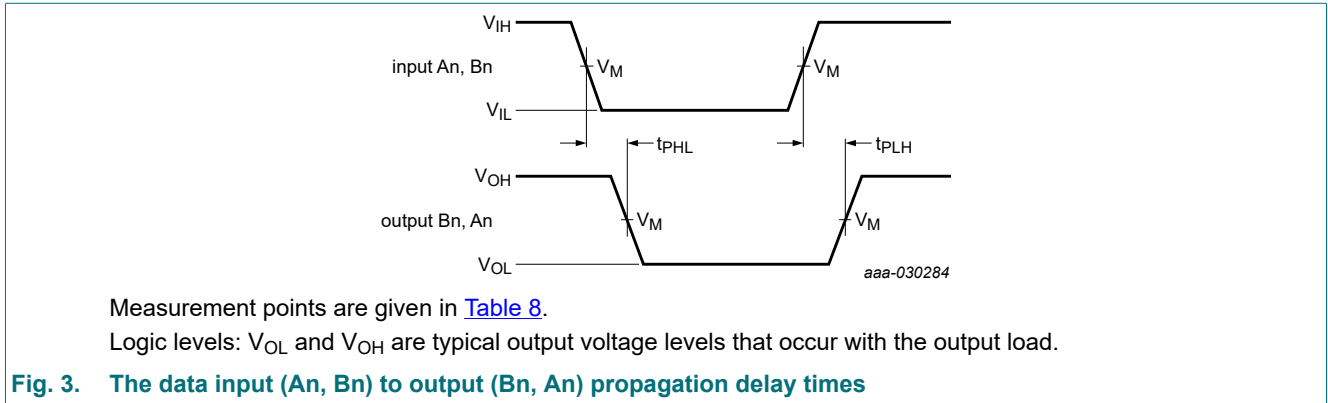 VIH
input An, Bn
VM
VM
VIL
tPHL
tPLH
VOH
output Bn, An
VM
VM
VOL
aaa-030284
Measurement points are given in Table 8.
Logic levels: VOL and VOH are typical output voltage levels that occur with the output load.
Fig. 3. The data input (An, Bn) to output (Bn, An) propagation delay times